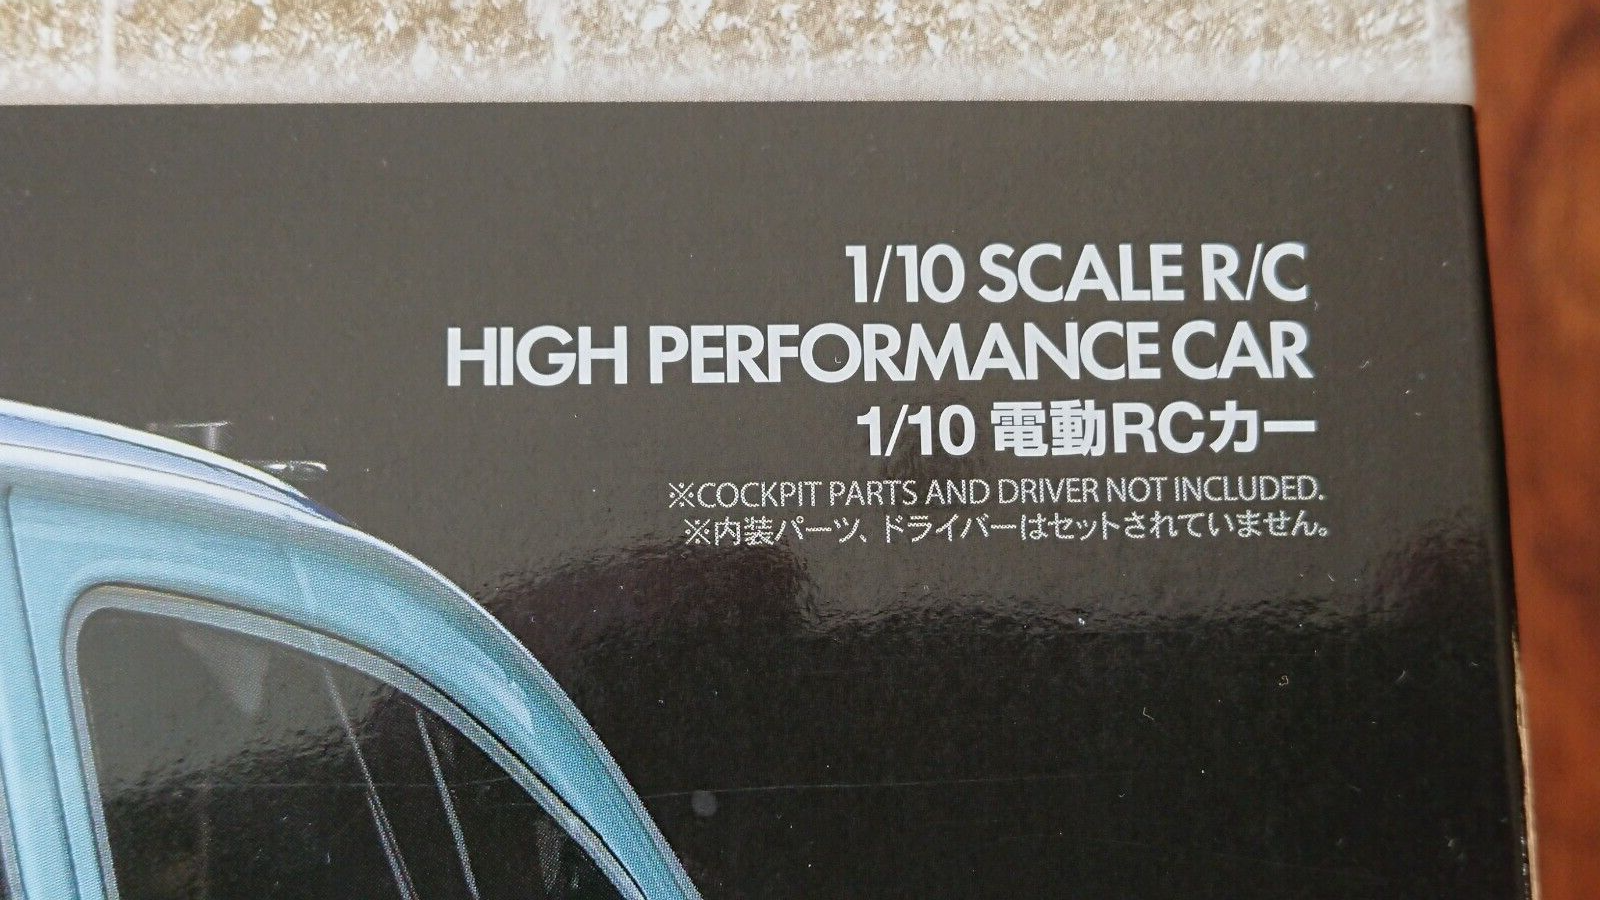 1/10 SCALE R/C
HIGH PERFORMANCE CAR
1/10 電動RCカー
※COCKPIT PARTS AND DRIVER NOT INCLUDED.
※内装パーツ、ドライバーはセットされていません。